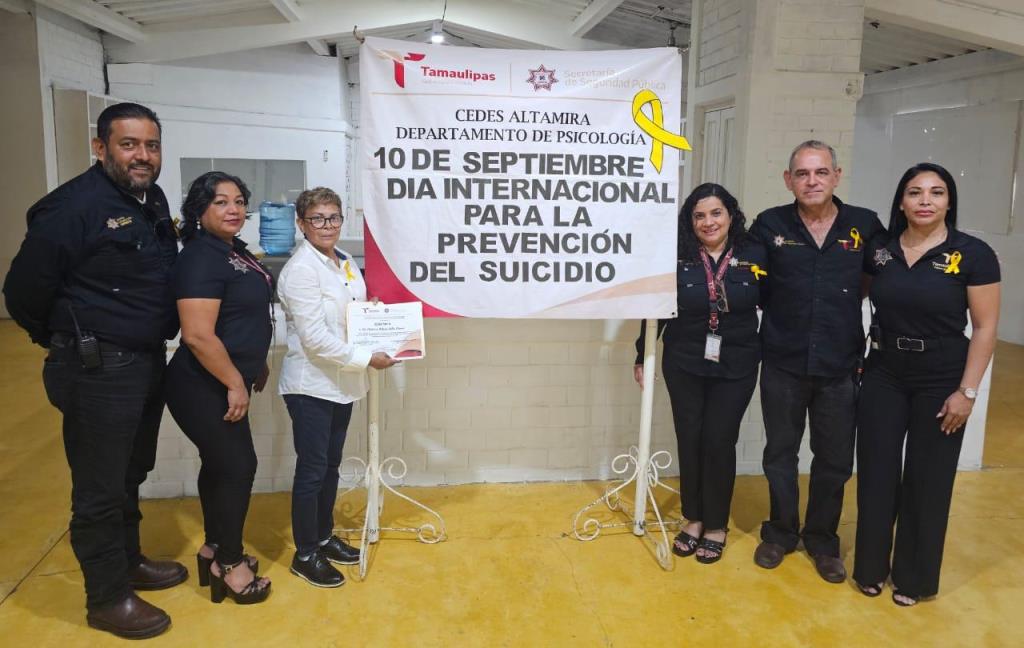 Tamaulipas
Secretaría
de Seguridad Pública
CEDES ALTAMIRA
DEPARTAMENTO DE PSICOLOGÍA
10 DE SEPTIEMBRE
DIA INTERNACIONAL
PARA LA
PREVENCIÓN
DEL SUICIDIO